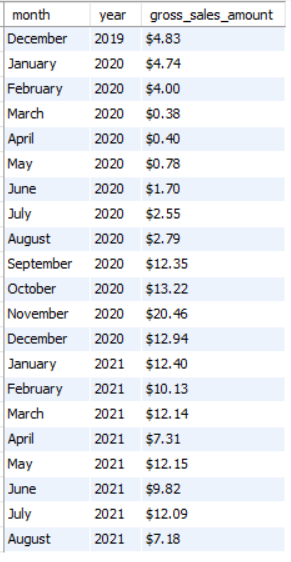 month year gross_sales_amount
December 2019 $4.83
January 2020 $4.74
February 2020 $4.00
March 2020 $0.38
April 2020 $0.40
May 2020 $0.78
June 2020 $1.70
July 2020 $2.55
August 2020 $2.79
September 2020 $12.35
October 2020 $13.22
November 2020 $20.46
December 2020 $12.94
January 2021 $12.40
February 2021 $10.13
March 2021 $12.14
April 2021 $7.31
May 2021 $12.15
June 2021 $9.82
July 2021 $12.09
August 2021 $7.18